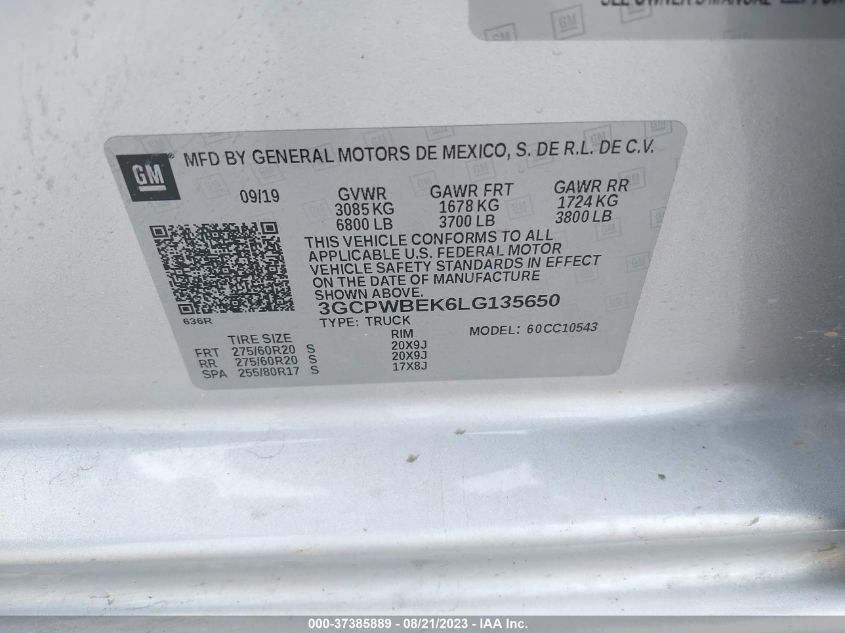 SEE OWNER'S MANUAL
GM
MFD BY GENERAL MOTORS DE MEXICO, S. DE R.L. DE C.V.
09/19 GVWR GAWR FRT GAWR RR
3085 KG 1678 KG 1724 KG
6800 LB 3700 LB 3800 LB
THIS VEHICLE CONFORMS TO ALL
APPLICABLE U.S. FEDERAL MOTOR
VEHICLE SAFETY STANDARDS IN EFFECT
ON THE DATE OF MANUFACTURE
SHOWN ABOVE.
3GCPWBEK6LG135650
636R
TYPE: TRUCK MODEL: 60CC10543
TIRE SIZE RIM
FRT 275/60R20 S 20X9J
RR 275/60R20 S 20X9J
SPA 255/80R17 S 17X8J
000-37385889 - 08/21/2023 - IAA Inc.